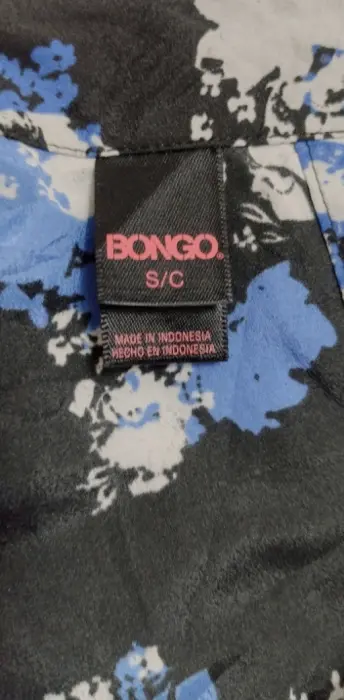 BONGO®
S/C
MADE IN INDONESIA
HECHO EN INDONESIA